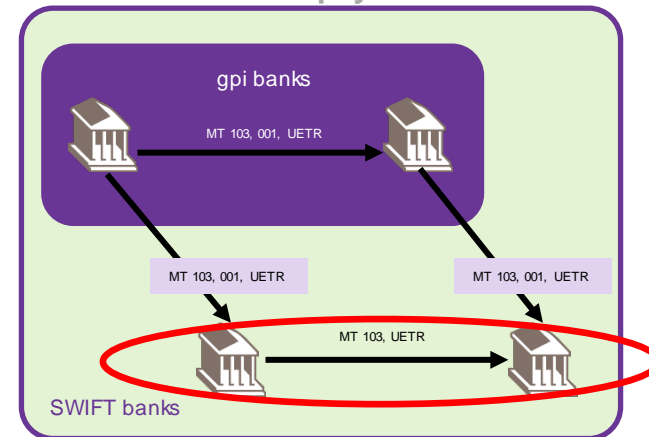 gpi banks
MT 103, 001, UETR
MT 103, 001, UETR
MT 103, 001, UETR
MT 103, UETR
SWIFT banks